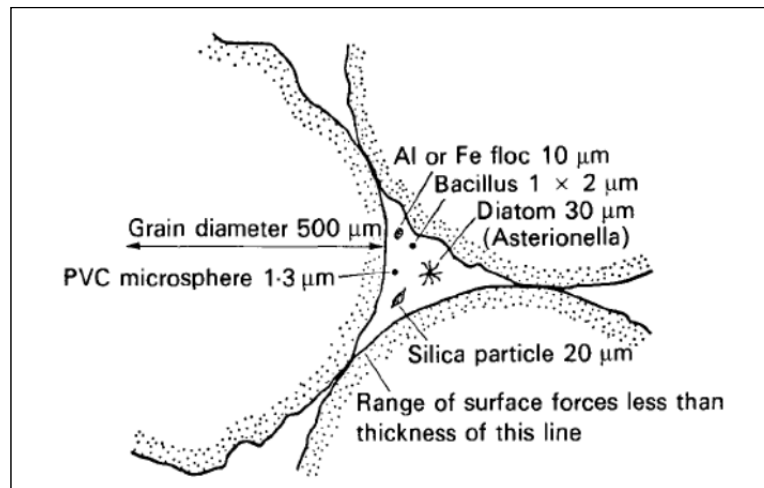 Al or Fe floc 10 μm
Bacillus 1 × 2 μm
Diatom 30 μm
(Asterionella)
Grain diameter 500 μm
PVC microsphere 1·3 μm
Silica particle 20 μm
Range of surface forces less than
thickness of this line